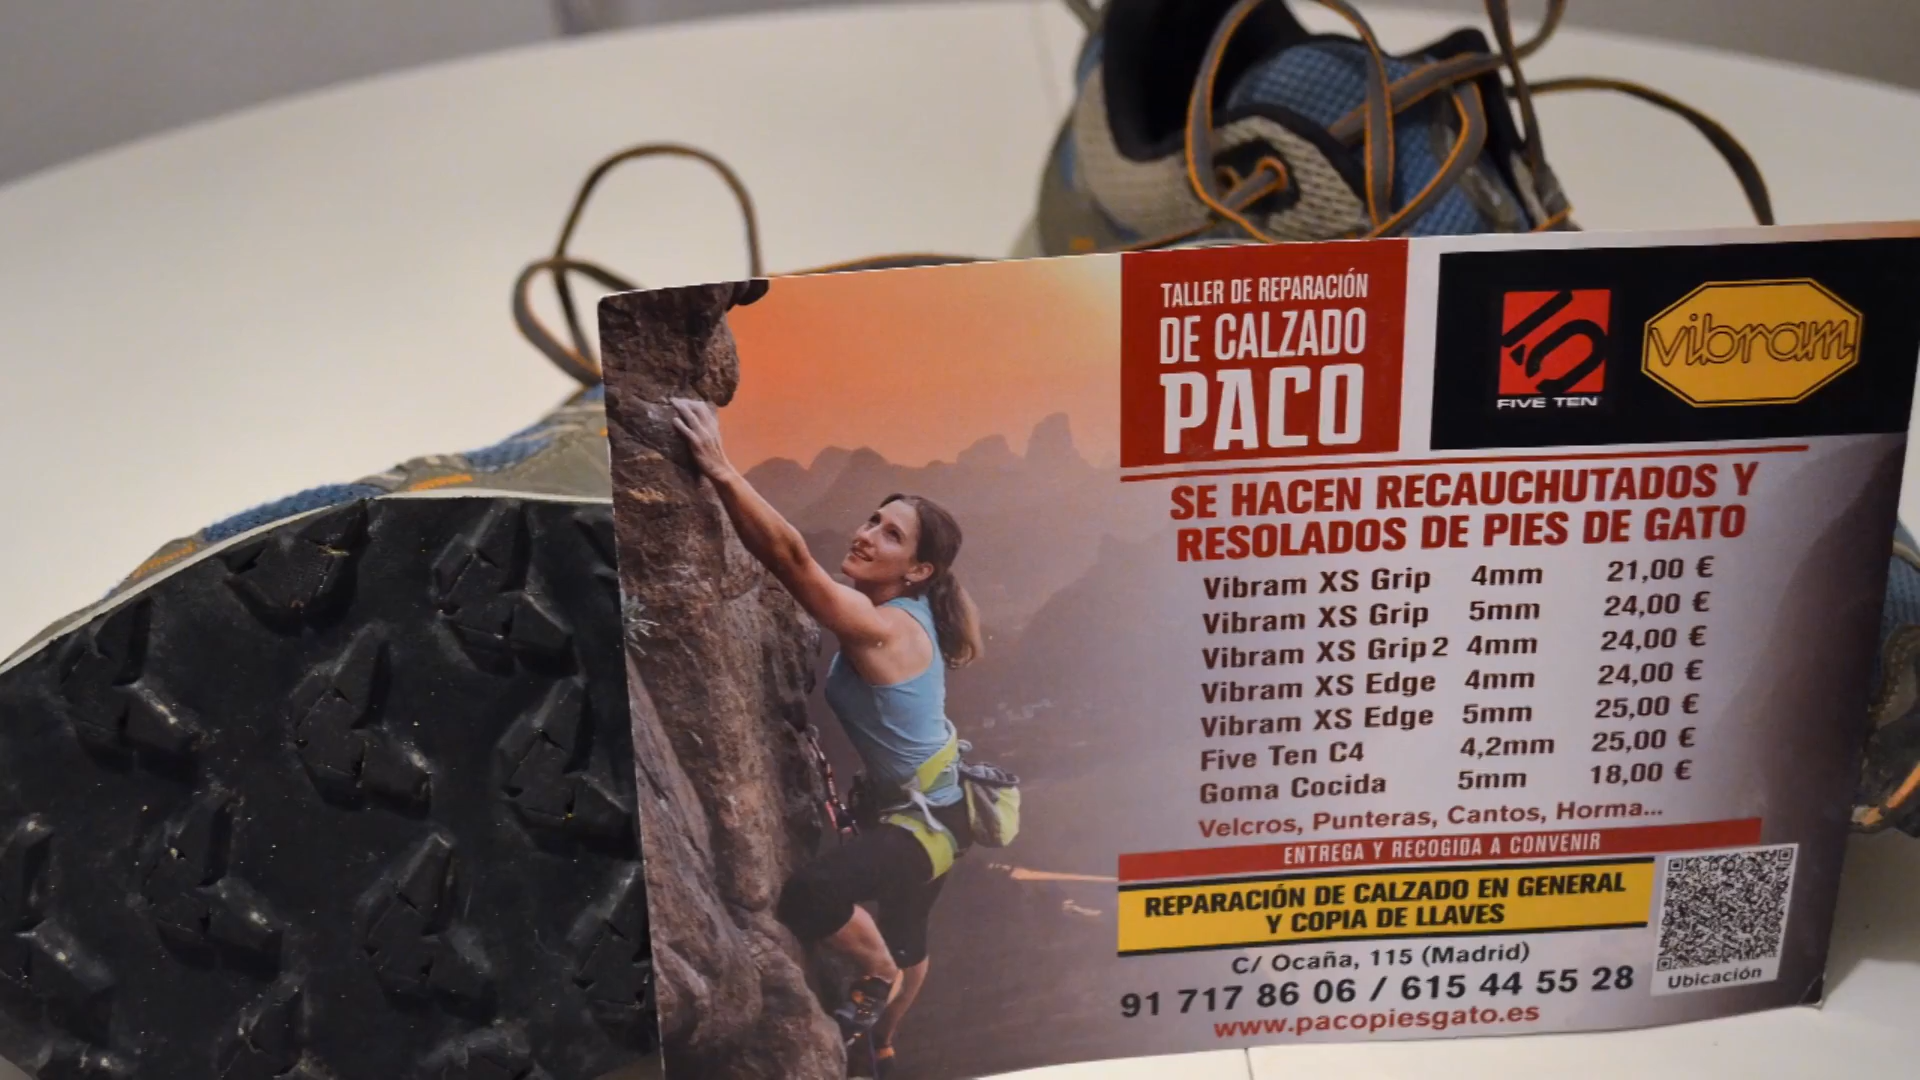 TALLER DE REPARACIÓN
DE CALZADO
PACO
FIVE TEN
vibram
SE HACEN RECAUCHUTADOS Y
RESOLADOS DE PIES DE GATO
Vibram XS Grip 4mm 21,00 €
Vibram XS Grip 5mm 24,00 €
Vibram XS Grip2 4mm 24,00 €
Vibram XS Edge 4mm 24,00 €
Vibram XS Edge 5mm 25,00 €
Five Ten C4 4,2mm 25,00 €
Goma Cocida 5mm 18,00 €
Velcros, Punteras, Cantos, Horma...
ENTREGA Y RECOGIDA A CONVENIR
REPARACIÓN DE CALZADO EN GENERAL
Y COPIA DE LLAVES
C/ Ocaña, 115 (Madrid)
91 717 86 06 / 615 44 55 28
www.pacopiesgato.es
Ubicación